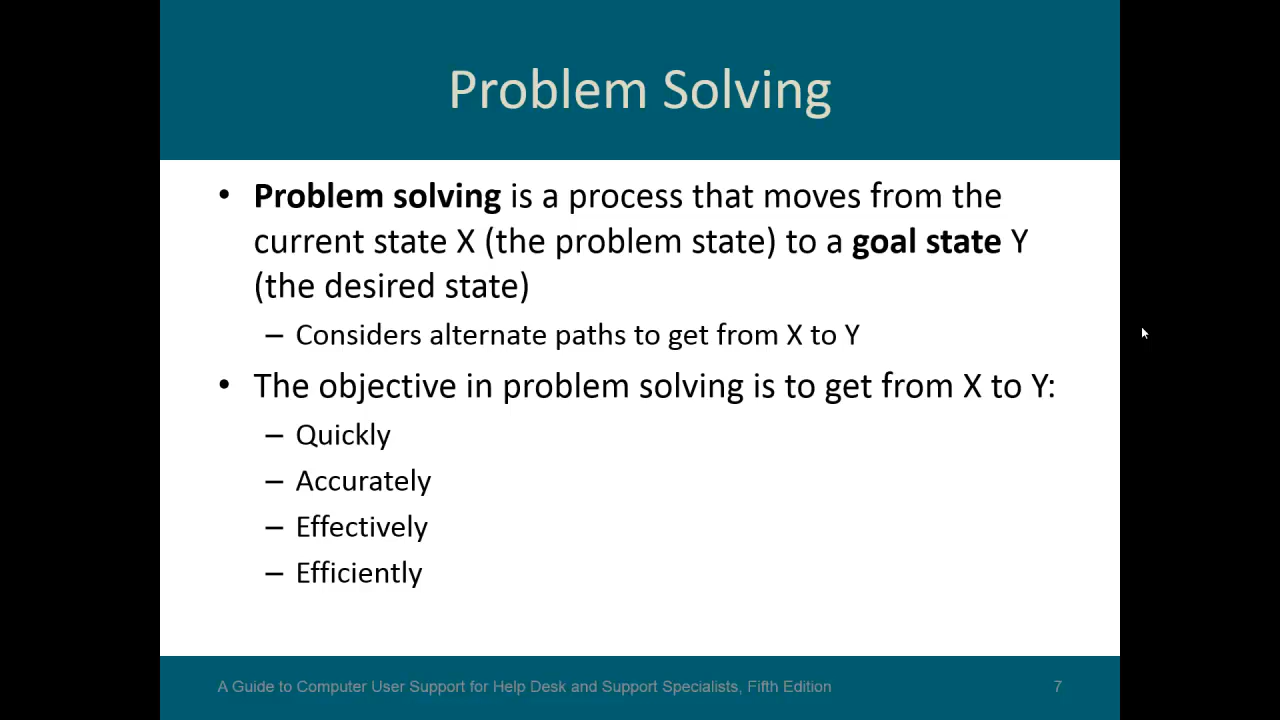 Problem Solving
• Problem solving is a process that moves from the
current state X (the problem state) to a goal state Y
(the desired state)
– Considers alternate paths to get from X to Y
• The objective in problem solving is to get from X to Y:
– Quickly
– Accurately
– Effectively
– Efficiently
A Guide to Computer User Support for Help Desk and Support Specialists, Fifth Edition 7